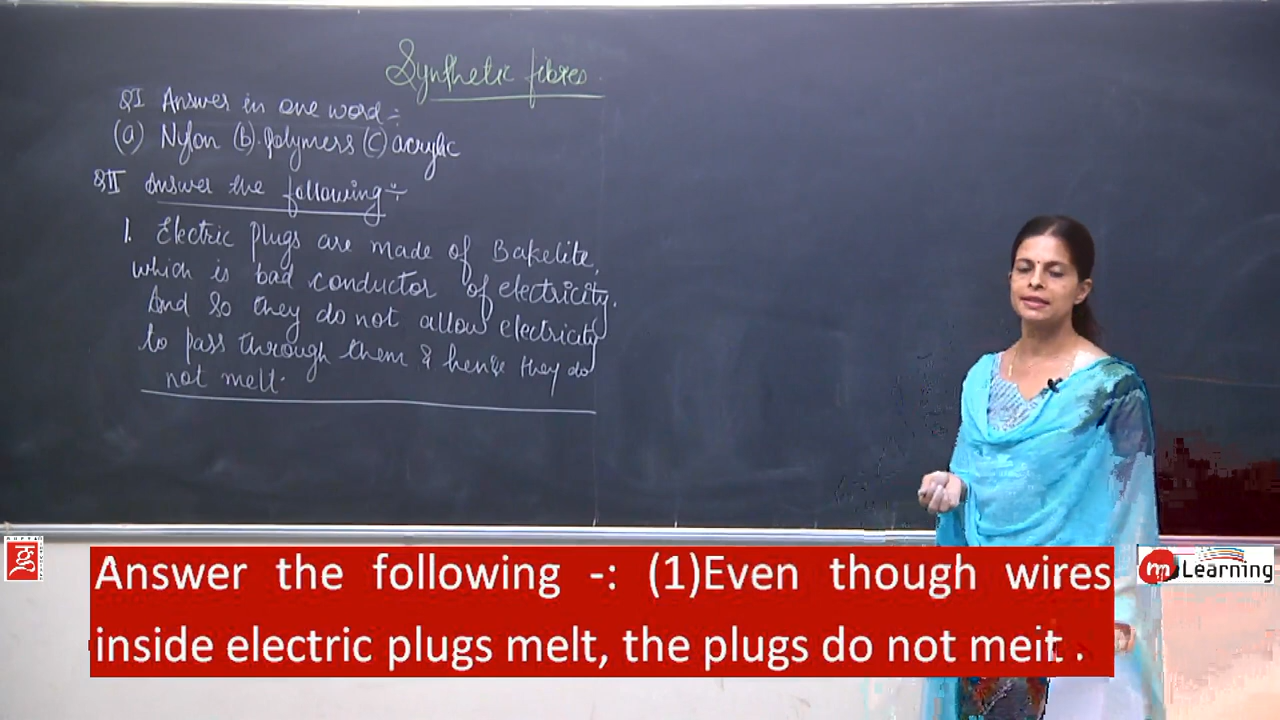 Synthetic fibres
QI Answer in one word :-
(a) Nylon (b). polymers (c) acrylic
QII Answer the following :-
1. Electric plugs are made of Bakelite,
which is bad conductor of electricity.
And so they do not allow electricity
to pass through them & hence they do
not melt.
Answer the following -: (1)Even though wires
inside electric plugs melt, the plugs do not melt .
m Learning